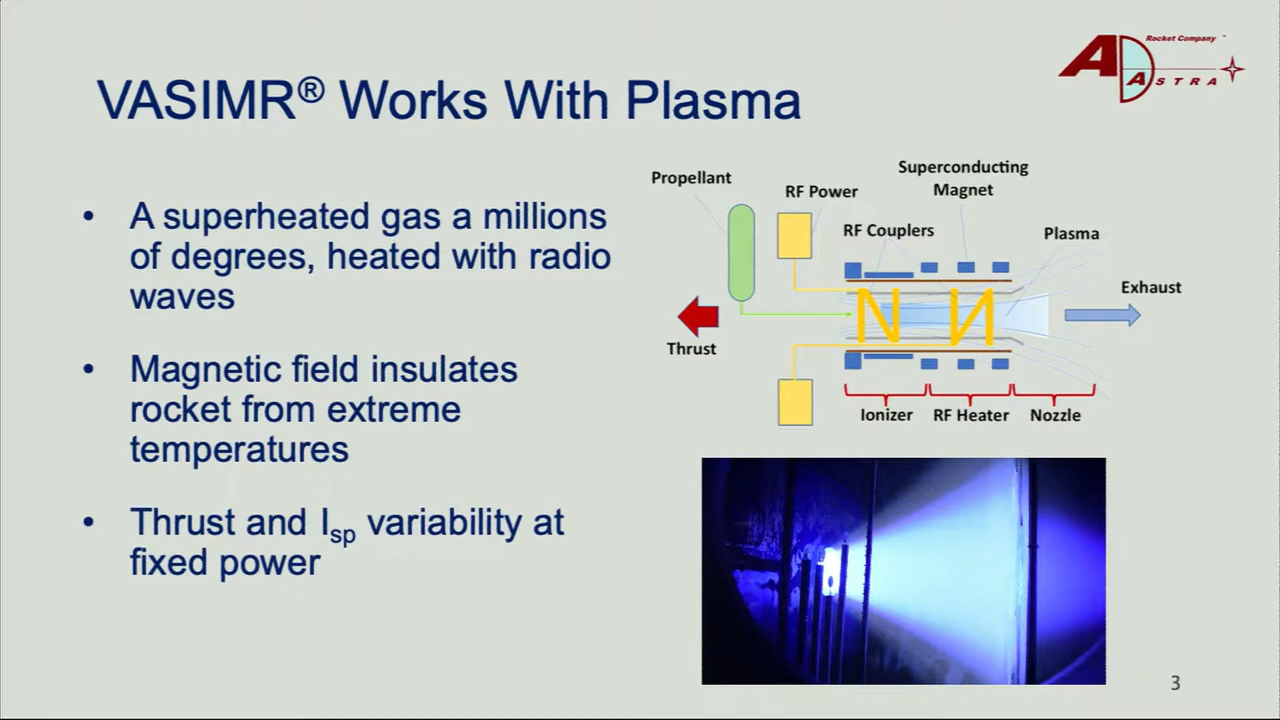 Rocket Company ™
AD ASTRA
VASIMR® Works With Plasma
• A superheated gas a millions
of degrees, heated with radio
waves
• Magnetic field insulates
rocket from extreme
temperatures
• Thrust and Isp variability at
fixed power
Propellant
RF Power
Superconducting
Magnet
RF Couplers
Plasma
Exhaust
Thrust
Ionizer
RF Heater
Nozzle
3